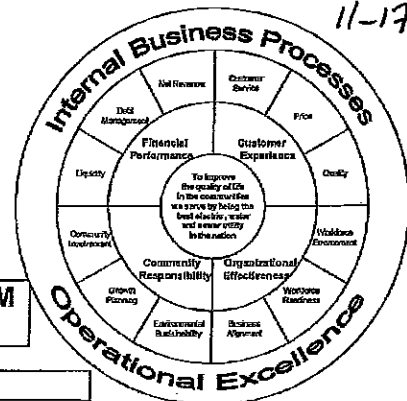 11-17
Internal Business Processes
Net Revenue
Customer
Service
Debt
Management
Price
Financial
Performance
Customer
Experience
Liquidity
Quality
To improve
the quality of life
in the communities
we serve by being the
best electric, water
and sewer utility
in the nation
Community
Involvement
Workforce
Environment
Community
Responsibility
Organizational
Effectiveness
Growth
Planning
Workforce
Readiness
Environmental
Sustainability
Business
Alignment
M
Operational Excellence